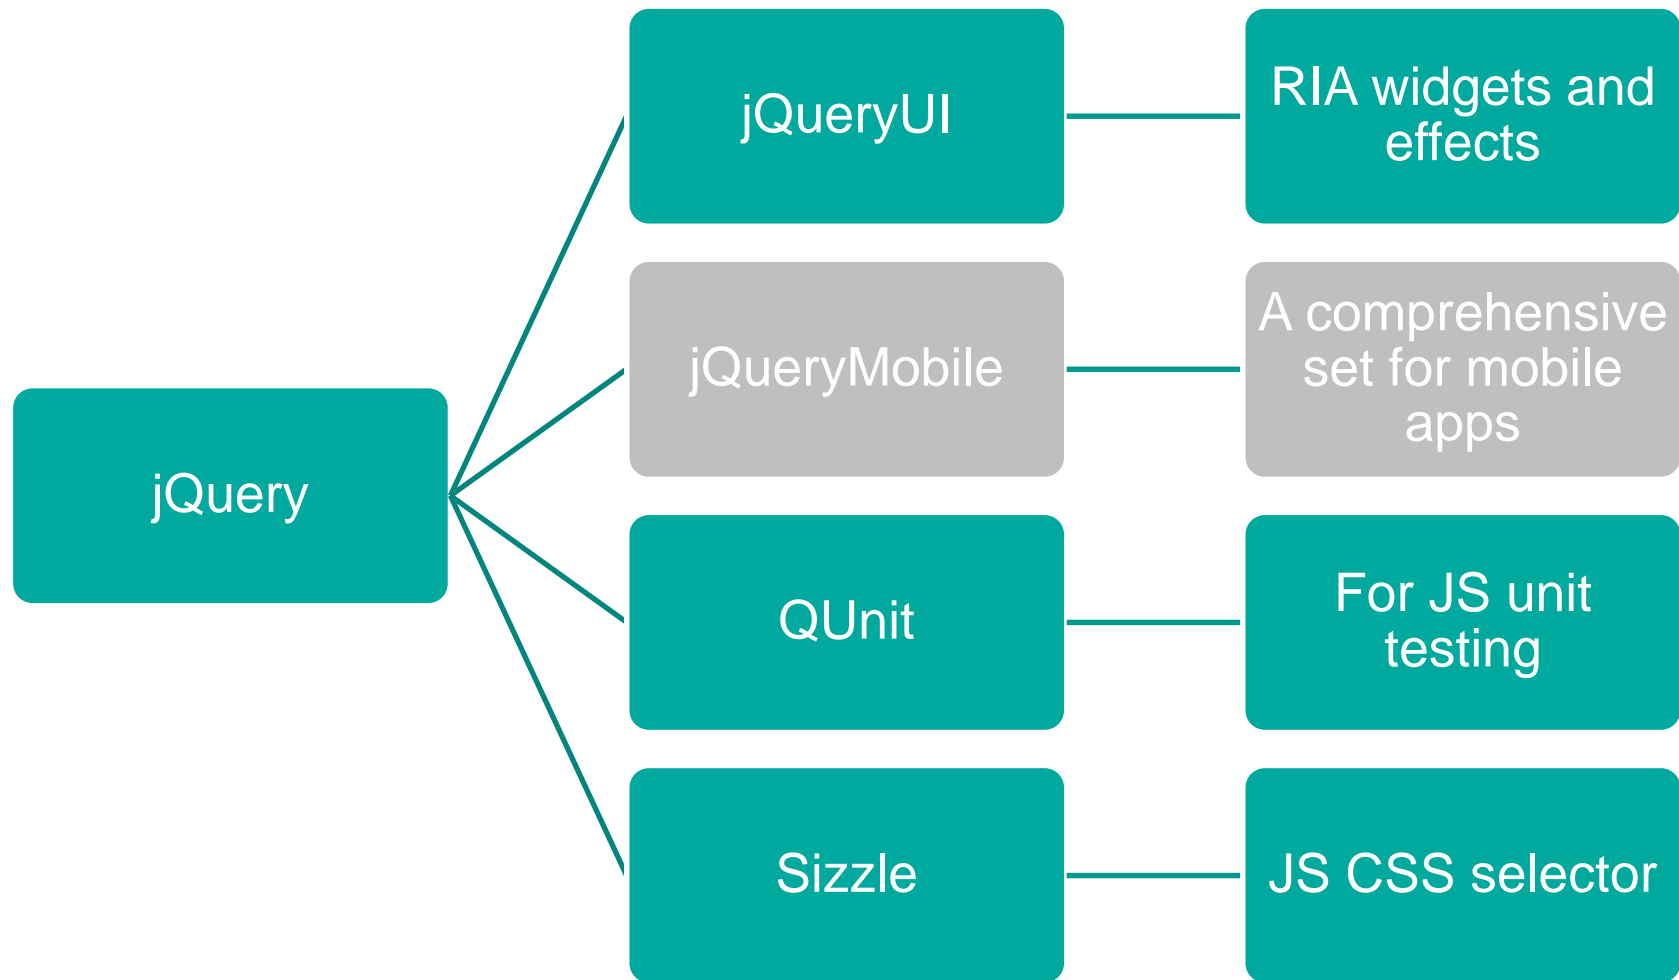 jQuery
jQueryUI
RIA widgets and
effects
jQueryMobile
A comprehensive
set for mobile
apps
QUnit
For JS unit
testing
Sizzle
JS CSS selector